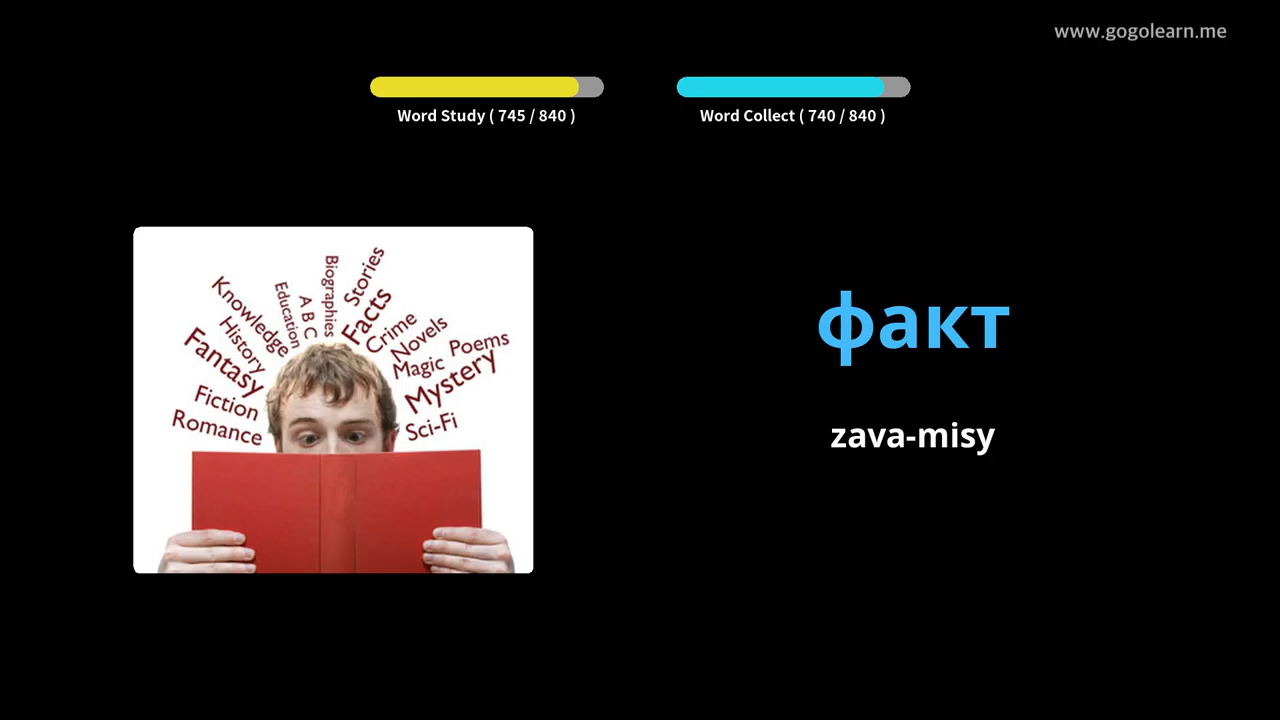 www.gogolearn.me
Word Study ( 745 / 840 )
Word Collect ( 740 / 840 )
Biographies
Stories
Facts
A B C
Education
Knowledge
History
Fantasy
Fiction
Romance
Crime
Novels
Poems
Magic
Mystery
Sci-Fi
факт
zava-misy